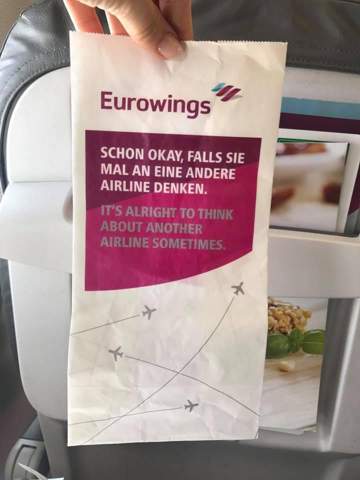 Eurowings
SCHON OKAY, FALLS SIE
MAL AN EINE ANDERE
AIRLINE DENKEN.
IT'S ALRIGHT TO THINK
ABOUT ANOTHER
AIRLINE SOMETIMES.